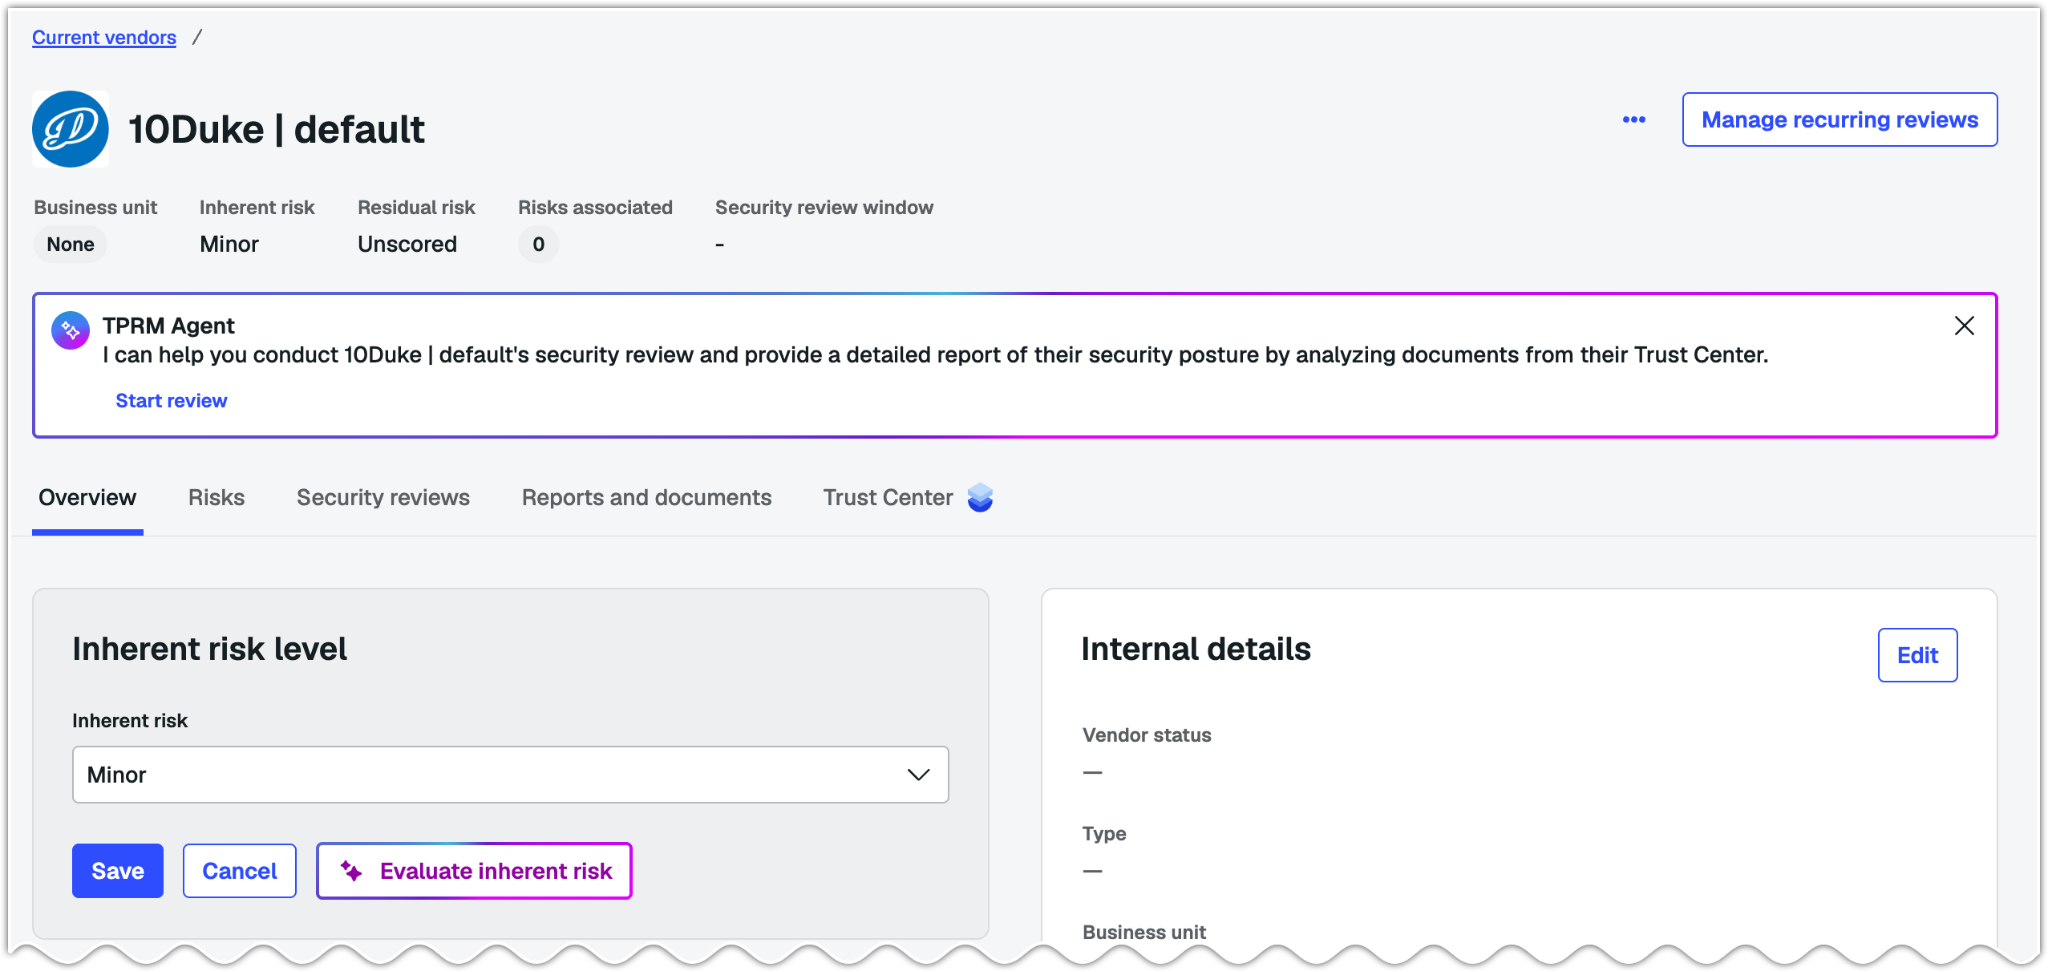 Current vendors /
10Duke | default
Manage recurring reviews
Business unit
Inherent risk
Residual risk
Risks associated
Security review window
None
Minor
Unscored
0
-
TPRM Agent
I can help you conduct 10Duke | default's security review and provide a detailed report of their security posture by analyzing documents from their Trust Center.
Start review
Overview
Risks
Security reviews
Reports and documents
Trust Center
Inherent risk level
Inherent risk
Minor
Save
Cancel
Evaluate inherent risk
Internal details
Edit
Vendor status
—
Type
—
Business unit